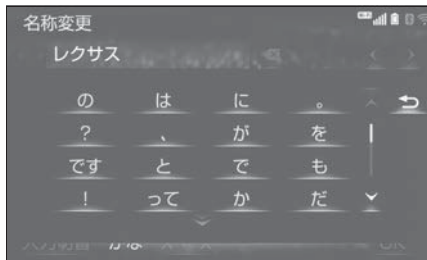 名称変更
レクサス
の は に 。
? 、 が を
です と で も
! って か だ
かな
OK